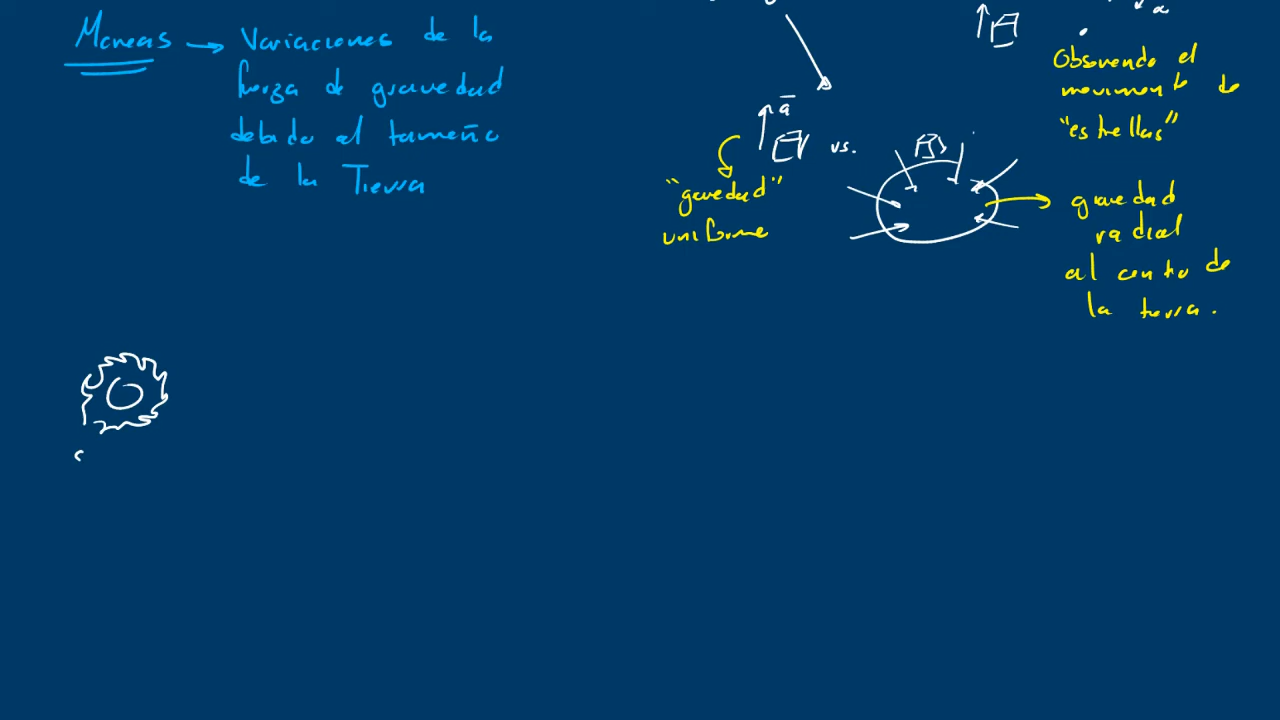 Mareas → Variaciones de la
fuerza de gravedad
debido al tamaño
de la Tierra
a
Observando el
movimiento de
"estrellas"
a
vs.
"gravedad"
uniforme
gravedad
radial
al centro de
la tierra.